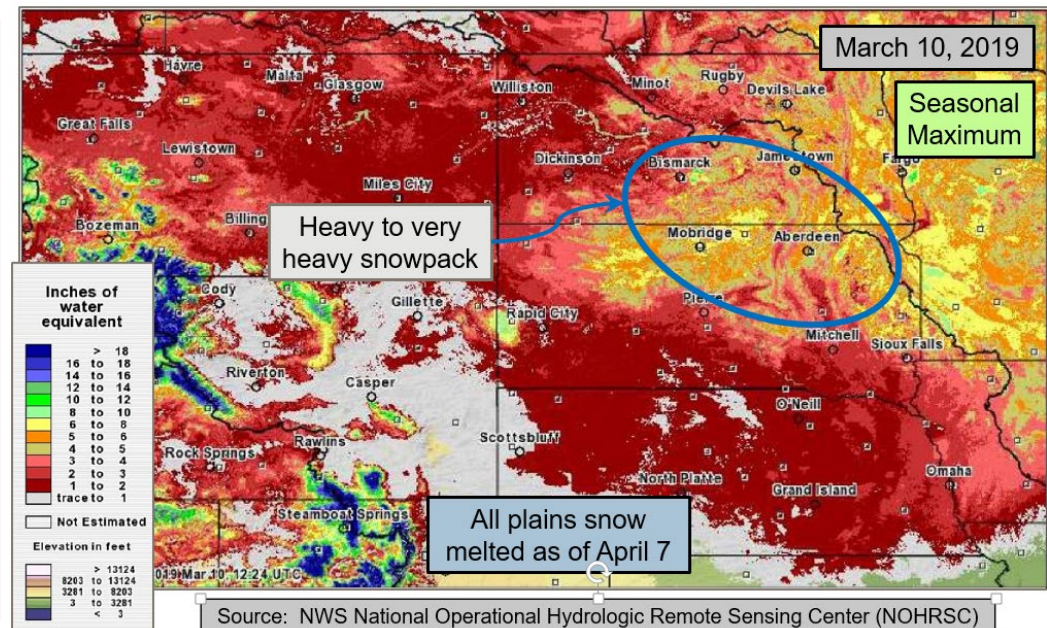 March 10, 2019
Seasonal
Maximum
Havre
Malta
Glasgow
Williston
Minot
Rugby
Devils Lake
Great Falls
Lewistown
Miles City
Dickinson
Bismarck
Jamestown
Fargo
Bozeman
Billing
Heavy to very
heavy snowpack
Mobridge
Aberdeen
Cody
Gillette
Rapid City
Pierre
Mitchell
Sioux Falls
Riverton
Casper
O'Neill
Rock Springs
Rawlins
Scottsbluff
North Platte
Grand Island
Omaha
Steamboat Springs
All plains snow
melted as of April 7
Inches of
water
equivalent
> 18
16 to 18
14 to 16
12 to 14
10 to 12
8 to 10
6 to 8
5 to 6
4 to 5
3 to 4
2 to 3
1 to 2
trace to 1
Not Estimated
Elevation in feet
> 13124
8203 to 13124
3281 to 8203
3 to 3281
< 3
019 Mar 10, 12:24 UTC
Source: NWS National Operational Hydrologic Remote Sensing Center (NOHRSC)